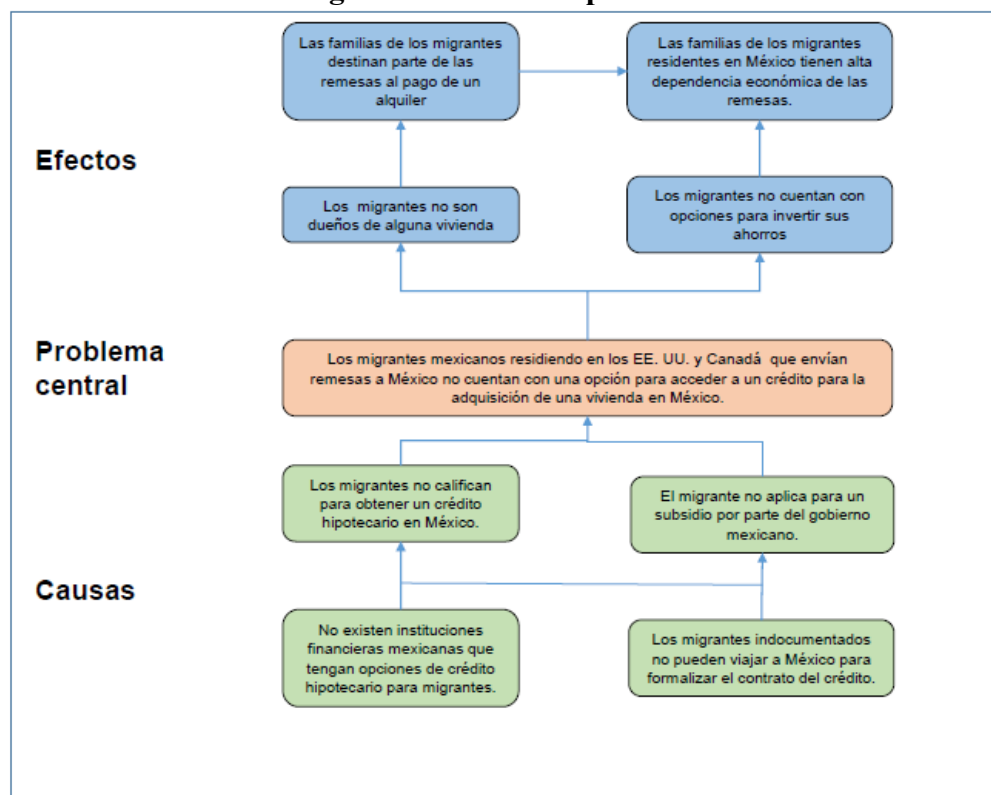 Las familias de los migrantes
destinan parte de las
remesas al pago de un
alquiler
Las familias de los migrantes
residentes en México tienen alta
dependencia económica de las
remesas.
Efectos
Los migrantes no son
dueños de alguna vivienda
Los migrantes no cuentan con
opciones para invertir sus
ahorros
Problema
central
Los migrantes mexicanos residiendo en los EE. UU. y Canadá que envían
remesas a México no cuentan con una opción para acceder a un crédito para la
adquisición de una vivienda en México.
Los migrantes no califican
para obtener un crédito
hipotecario en México.
El migrante no aplica para un
subsidio por parte del gobierno
mexicano.
Causas
No existen instituciones
financieras mexicanas que
tengan opciones de crédito
hipotecario para migrantes.
Los migrantes indocumentados
no pueden viajar a México para
formalizar el contrato del crédito.